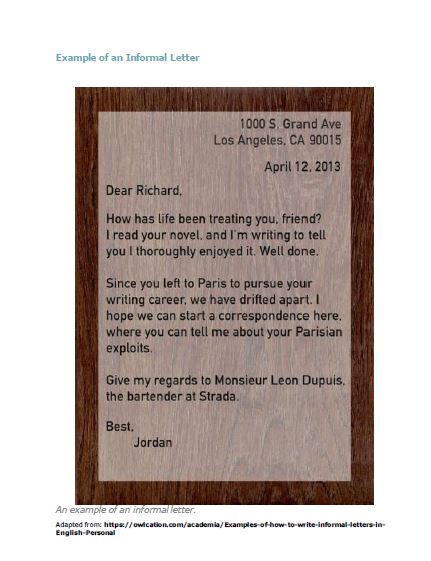 Example of an Informal Letter
1000 S. Grand Ave
Los Angeles, CA 90015
April 12, 2013
Dear Richard,
How has life been treating you, friend?
I read your novel, and I'm writing to tell
you I thoroughly enjoyed it. Well done.
Since you left to Paris to pursue your
writing career, we have drifted apart. I
hope we can start a correspondence here,
where you can tell me about your Parisian
exploits.
Give my regards to Monsieur Leon Dupuis,
the bartender at Strada.
Best,
Jordan
An example of an informal letter.
Adapted from: https://owlcation.com/academia/Examples-of-how-to-write-informal-letters-in-
English-Personal